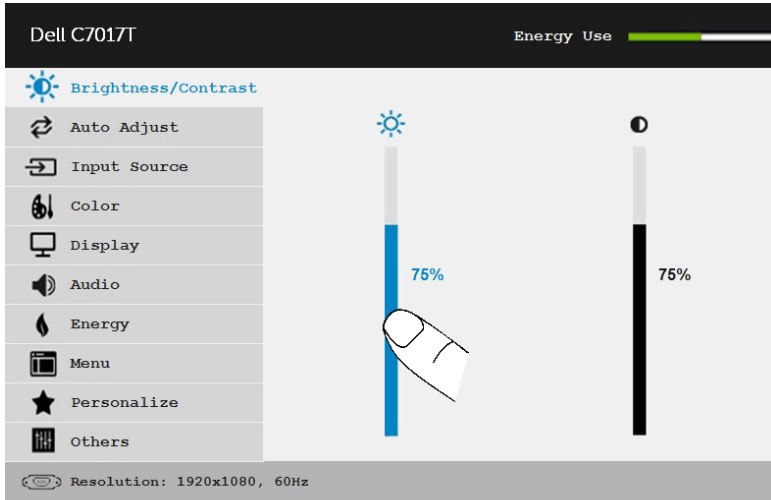 Dell C7017T
Energy Use
Brightness/Contrast
Auto Adjust
Input Source
Color
Display
Audio
Energy
Menu
Personalize
Others
75%
75%
Resolution: 1920x1080, 60Hz